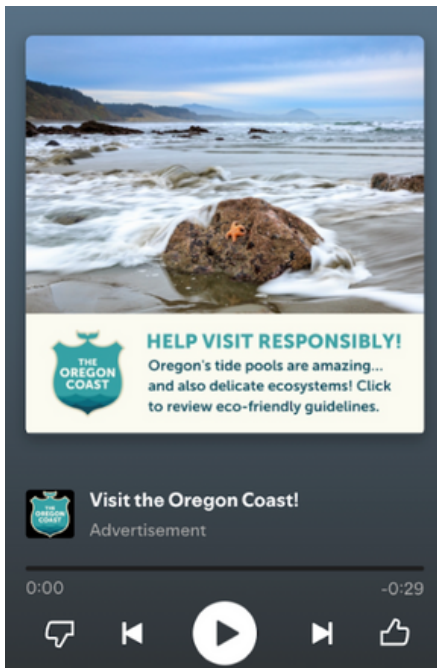 THE
OREGON
COAST
HELP VISIT RESPONSIBLY!
Oregon's tide pools are amazing...
and also delicate ecosystems! Click
to review eco-friendly guidelines.
THE
OREGON
COAST
Visit the Oregon Coast!
Advertisement
0:00
-0:29